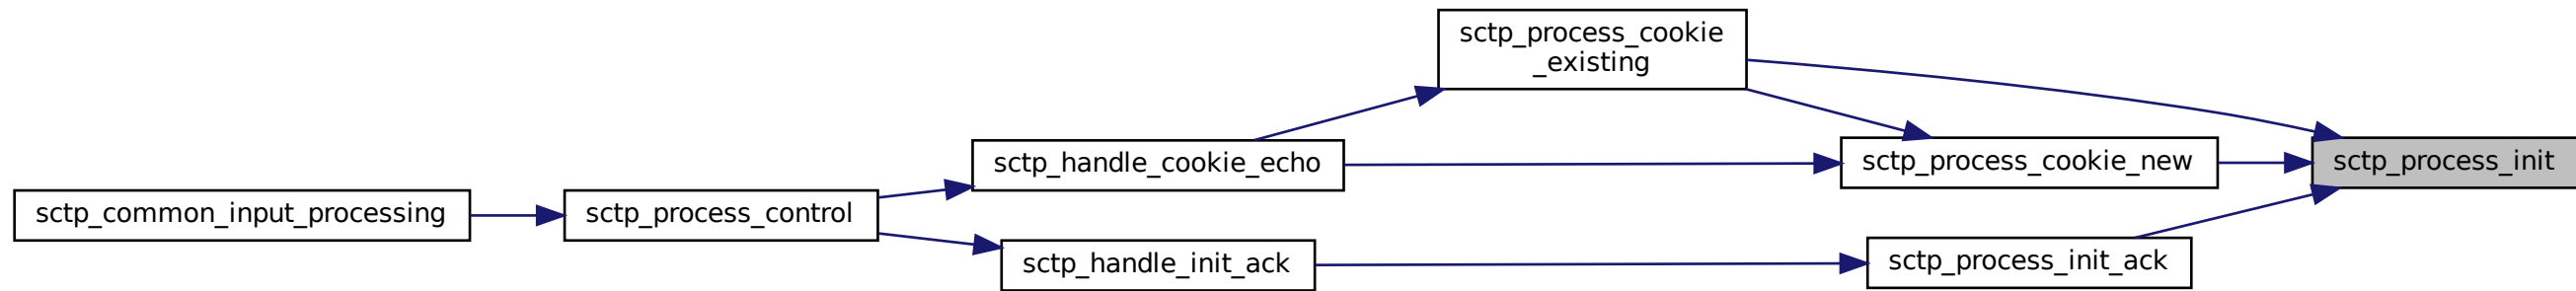 sctp_process_cookie
_existing
sctp_handle_cookie_echo
sctp_process_cookie_new
sctp_process_init
sctp_common_input_processing
sctp_process_control
sctp_handle_init_ack
sctp_process_init_ack